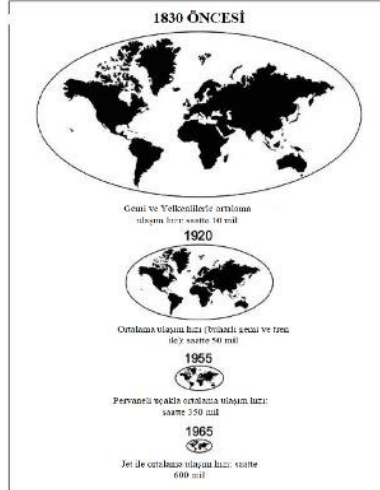 1830 ÖNCESİ
Gemi ve Yelkenlilerle ortalama
ulaşım hızı: saatte 10 mil
1920
Ortalama ulaşım hızı (buharlı gemi ve tren
ile): saatte 50 mil
1955
Pervaneli uçakla ortalama ulaşım hızı:
saatte 350 mil
1965
Jet ile ortalama ulaşım hızı: saatte
600 mil